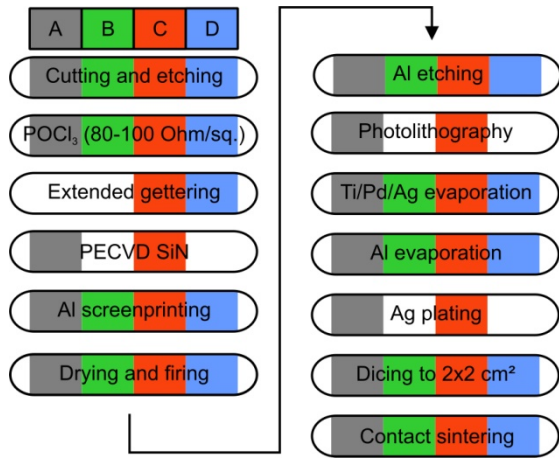 A B C D
Cutting and etching
POCl₃ (80-100 Ohm/sq.)
Extended gettering
PECVD SiN
Al screenprinting
Drying and firing
Al etching
Photolithography
Ti/Pd/Ag evaporation
Al evaporation
Ag plating
Dicing to 2x2 cm²
Contact sintering